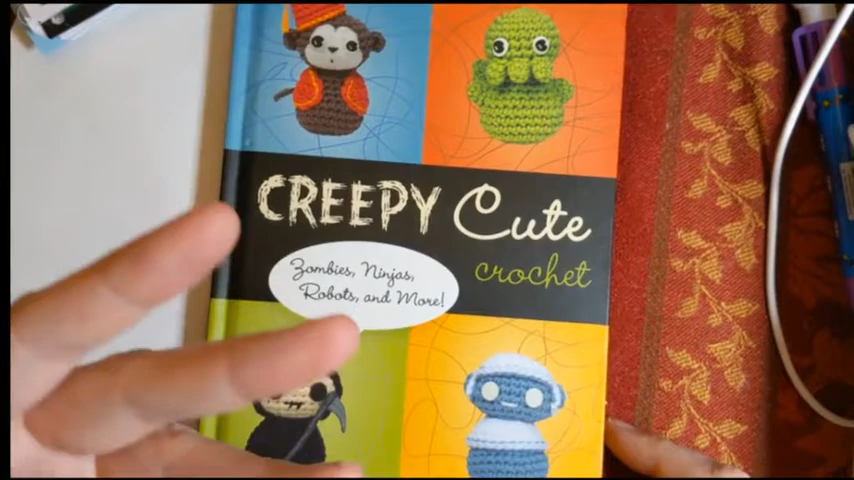 CREEPY Cute
crochet
Zombies, Ninjas,
Robots, and More!